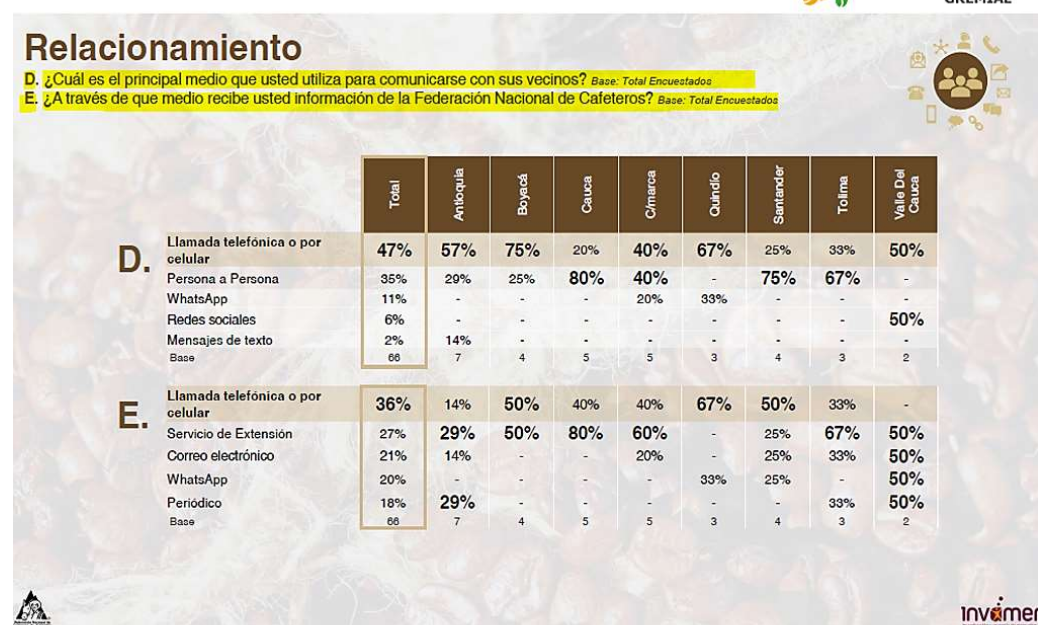 GREMIAL
Relacionamiento
D. ¿Cuál es el principal medio que usted utiliza para comunicarse con sus vecinos? Base: Total Encuestados
E. ¿A través de que medio recibe usted información de la Federación Nacional de Cafeteros? Base: Total Encuestados
Total Antioquia Boyacá Cauca C/marca Quindío Santander Tolima Valle Del
Cauca
D.
Llamada telefónica o por
celular 47% 57% 75% 20% 40% 67% 25% 33% 50%
Persona a Persona 35% 29% 25% 80% 40% - 75% 67% -
WhatsApp 11% - - - 20% 33% - - -
Redes sociales 6% - - - - - - - 50%
Mensajes de texto 2% 14% - - - - - - -
Base 66 7 4 5 5 3 4 3 2
E.
Llamada telefónica o por
celular 36% 14% 50% 40% 40% 67% 50% 33% -
Servicio de Extensión 27% 29% 50% 80% 60% - 25% 67% 50%
Correo electrónico 21% 14% - - 20% - 25% 33% 50%
WhatsApp 20% - - - - 33% 25% - 50%
Periódico 18% 29% - - - - - 33% 50%
Base 66 7 4 5 5 3 4 3 2
invamer